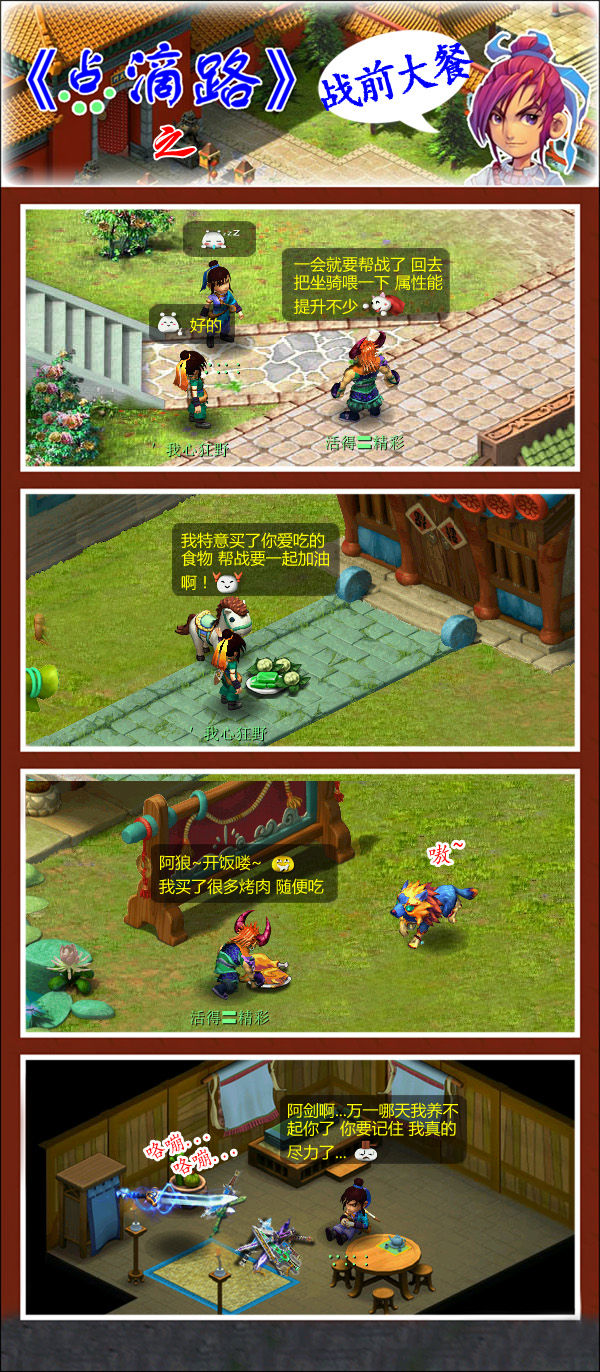 《点滴路》
之
战前大餐
zzZ
一会就要帮战了 回去
把坐骑喂一下 属性能
提升不少
好的
我心狂野
活得〓精彩
我特意买了你爱吃的
食物 帮战要一起加油
啊！
我心狂野
阿狼~开饭喽~
我买了很多烤肉 随便吃
嗷~
活得〓精彩
阿剑啊...万一哪天我养不
起你了 你要记住 我真的
尽力了...
咯嘣...
咯嘣...